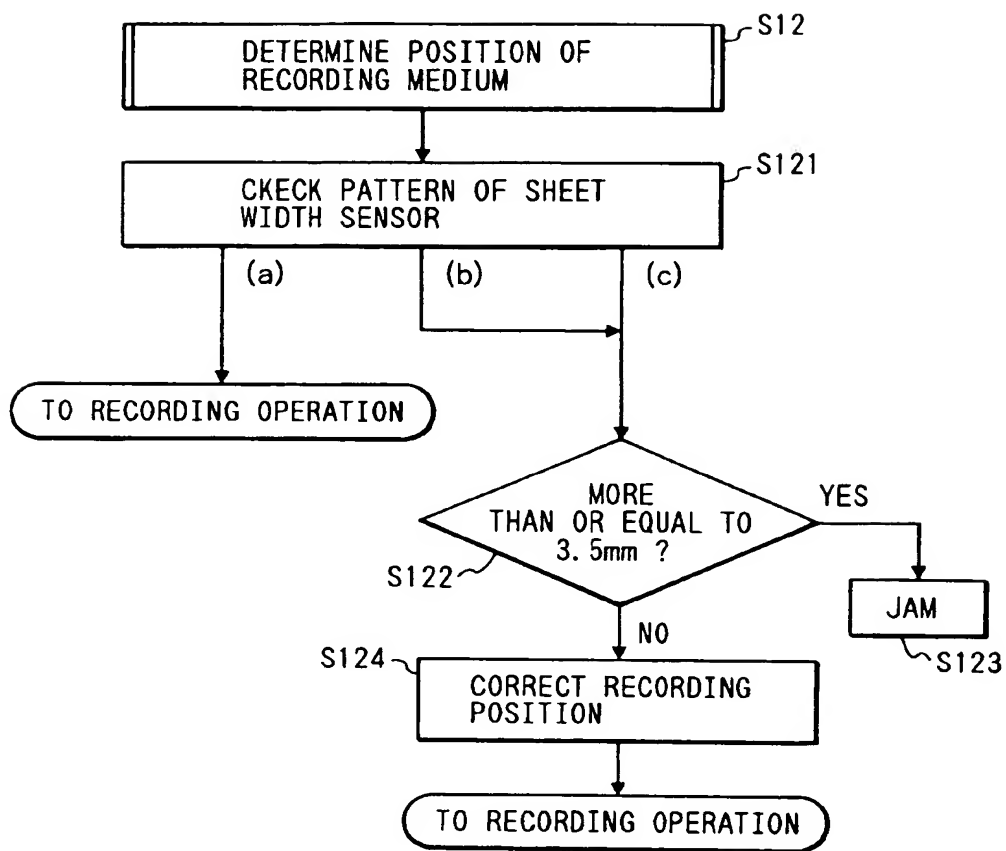 S12
DETERMINE POSITION OF
RECORDING MEDIUM
S121
CKECK PATTERN OF SHEET
WIDTH SENSOR
(a)
(b)
(c)
TO RECORDING OPERATION
MORE
THAN OR EQUAL TO
3.5mm ?
YES
S122
JAM
S123
NO
S124
CORRECT RECORDING
POSITION
TO RECORDING OPERATION